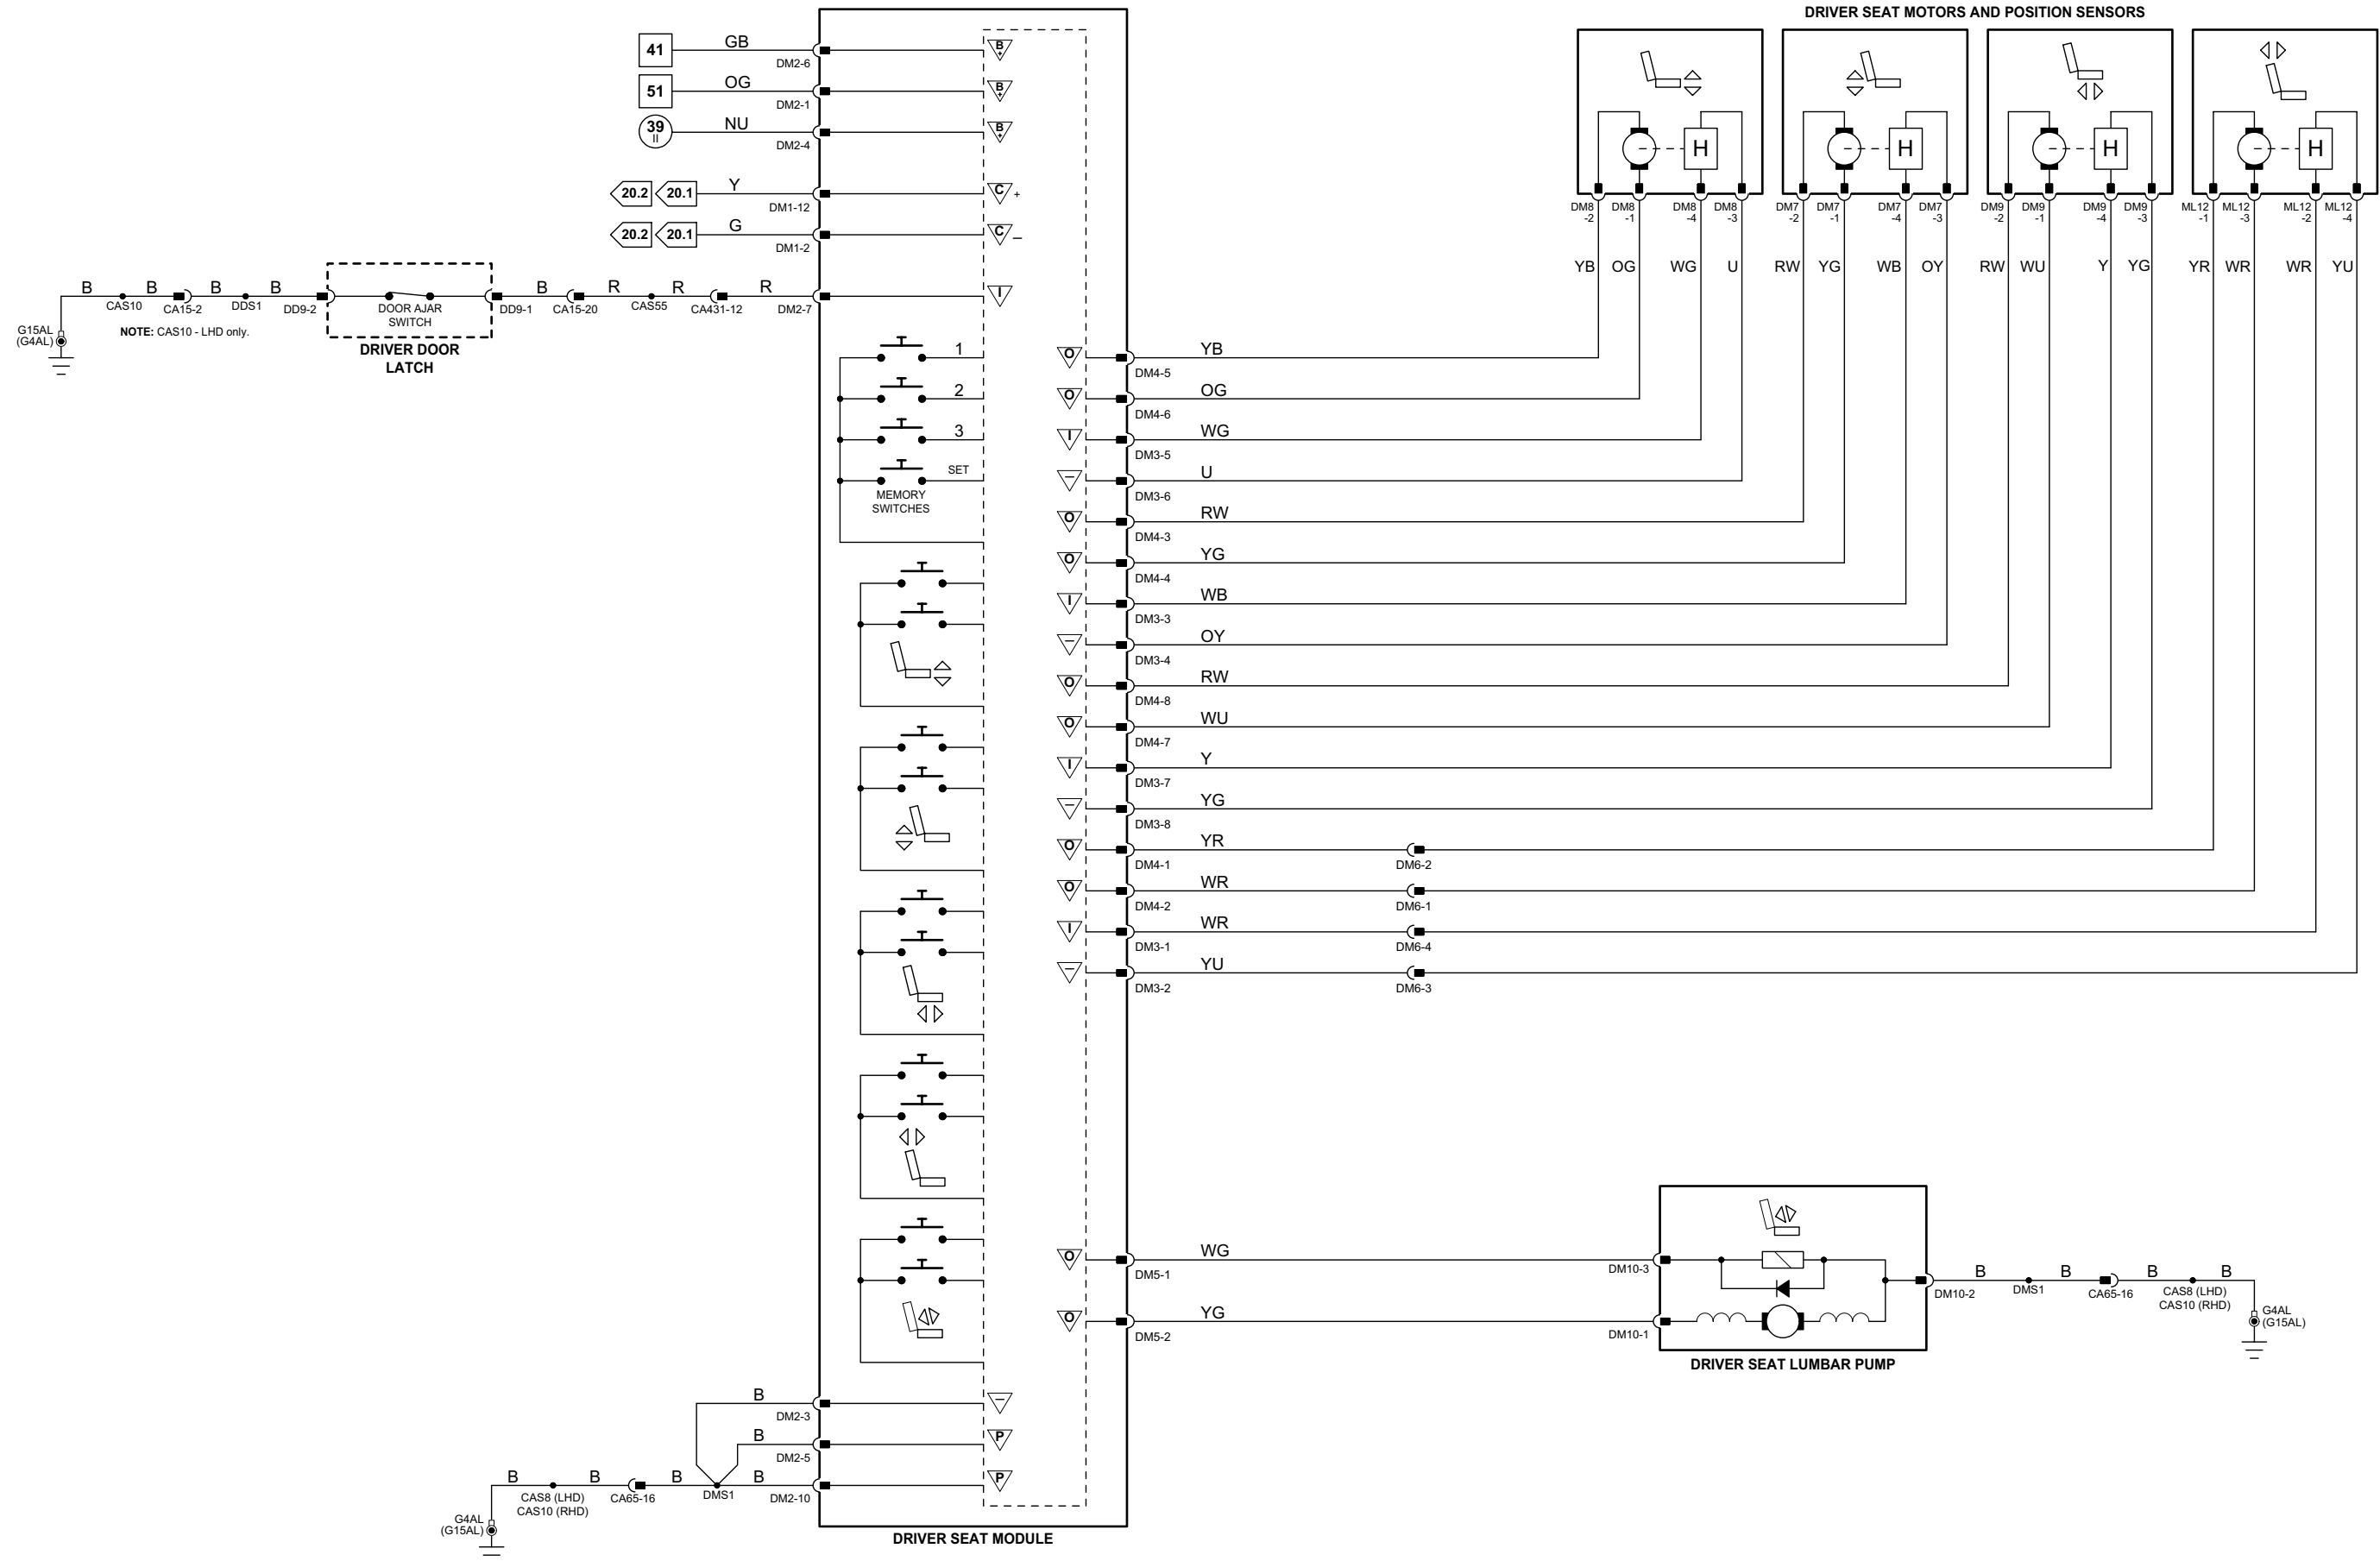 DRIVER SEAT MOTORS AND POSITION SENSORS
41 GB DM2-6 B+
51 OG DM2-1 B+
39 II NU DM2-4 B+
20.2 20.1 Y DM1-12 C +
20.2 20.1 G DM1-2 C –
H H H H
DM8 -2 DM8 -1 DM8 -4 DM8 -3
DM7 -2 DM7 -1 DM7 -4 DM7 -3
DM9 -2 DM9 -1 DM9 -4 DM9 -3
ML12 -1 ML12 -3 ML12 -2 ML12 -4
YB OG WG U RW YG WB OY RW WU Y YG YR WR WR YU
B B B B B R R R I
CAS10 CA15-2 DDS1 DD9-2 DD9-1 CA15-20 CAS55 CA431-12 DM2-7
DOOR AJAR
SWITCH
G15AL
(G4AL)
NOTE: CAS10 - LHD only.
DRIVER DOOR
LATCH
1
2
3
SET
MEMORY
SWITCHES
O YB DM4-5
O OG DM4-6
I WG DM3-5
– U DM3-6
O RW DM4-3
O YG DM4-4
I WB DM3-3
– OY DM3-4
O RW DM4-8
O WU DM4-7
I Y DM3-7
– YG DM3-8
O YR DM4-1 DM6-2
O WR DM4-2 DM6-1
I WR DM3-1 DM6-4
– YU DM3-2 DM6-3
O WG DM5-1 DM10-3
O YG DM5-2 DM10-1
B B B B
DM10-2 DMS1 CA65-16 CAS8 (LHD)
CAS10 (RHD)
G4AL
(G15AL)
DRIVER SEAT LUMBAR PUMP
B DM2-3 –
B DM2-5 P
B B B B P
CAS8 (LHD) CA65-16 DMS1 DM2-10
CAS10 (RHD)
G4AL
(G15AL)
DRIVER SEAT MODULE